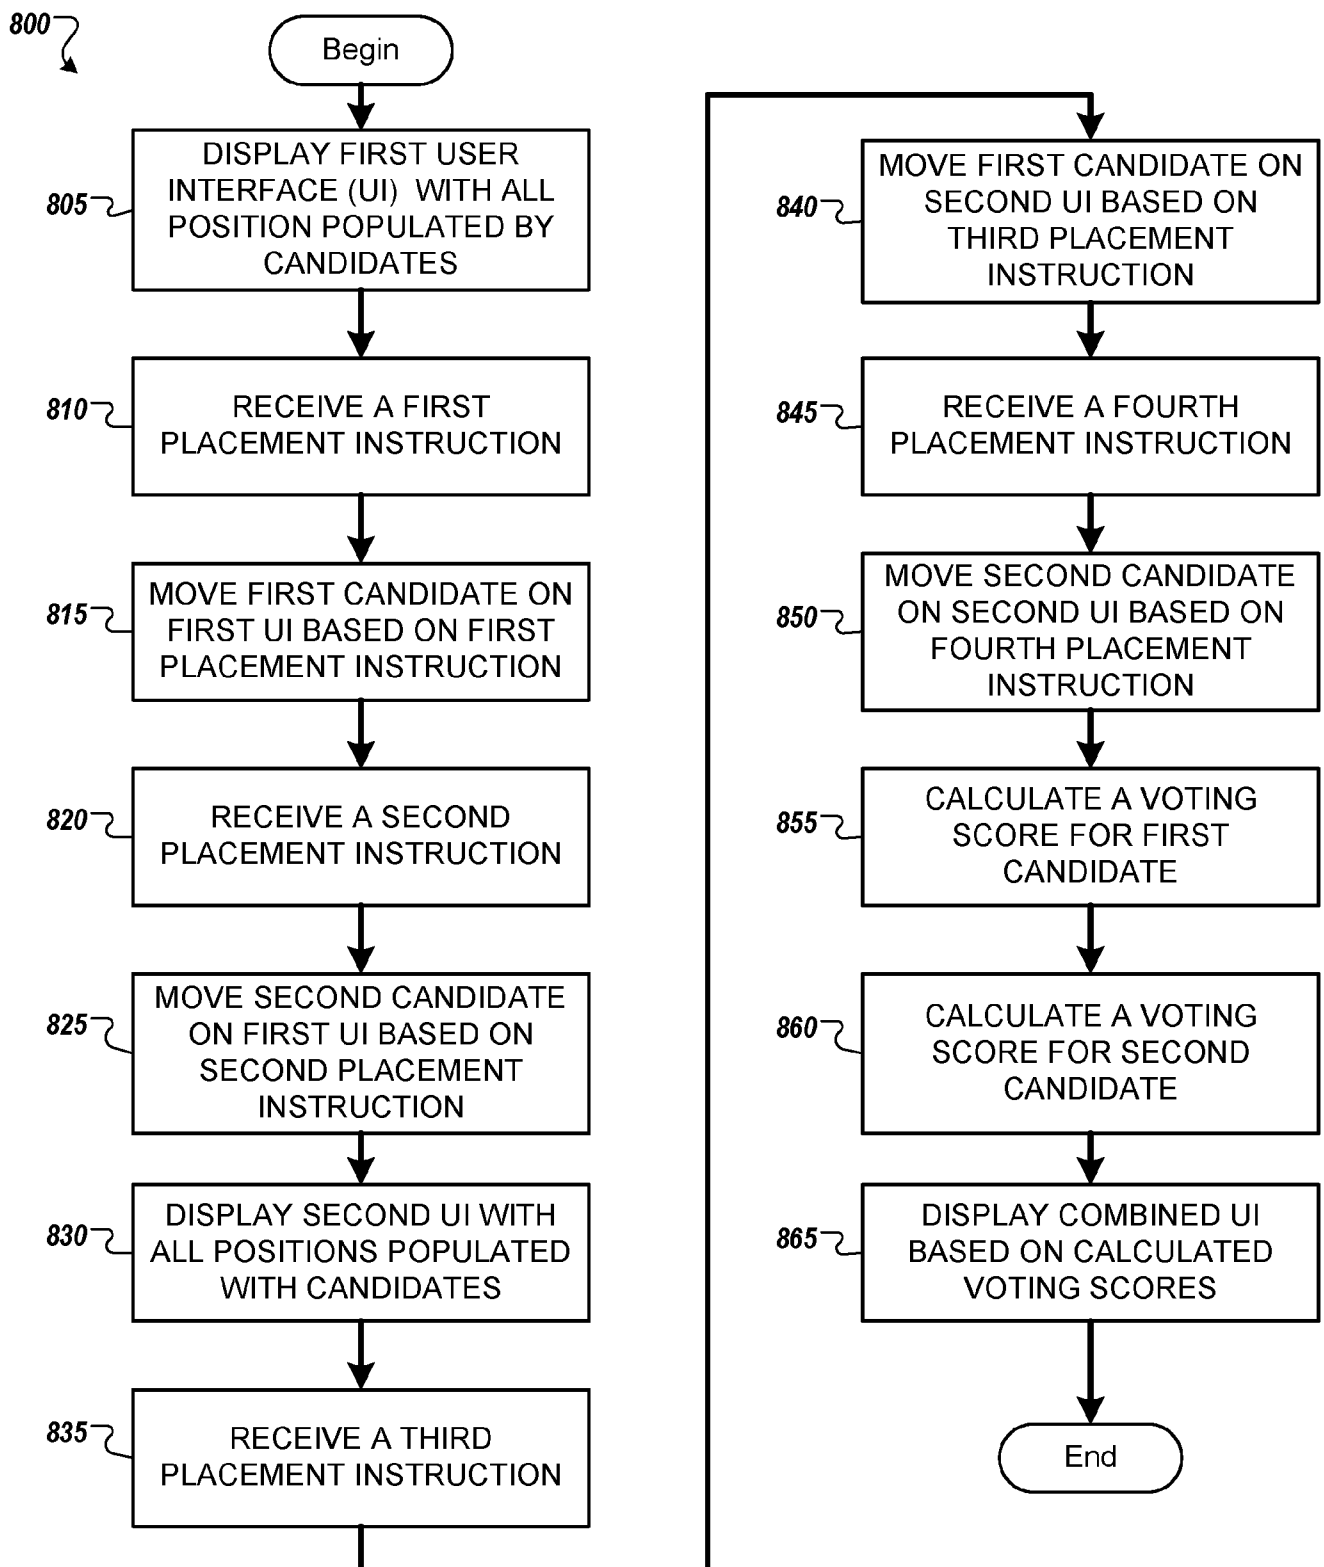 800
Begin
805
DISPLAY FIRST USER
INTERFACE (UI) WITH ALL
POSITION POPULATED BY
CANDIDATES
810
RECEIVE A FIRST
PLACEMENT INSTRUCTION
815
MOVE FIRST CANDIDATE ON
FIRST UI BASED ON FIRST
PLACEMENT INSTRUCTION
820
RECEIVE A SECOND
PLACEMENT INSTRUCTION
825
MOVE SECOND CANDIDATE
ON FIRST UI BASED ON
SECOND PLACEMENT
INSTRUCTION
830
DISPLAY SECOND UI WITH
ALL POSITIONS POPULATED
WITH CANDIDATES
835
RECEIVE A THIRD
PLACEMENT INSTRUCTION
840
MOVE FIRST CANDIDATE ON
SECOND UI BASED ON
THIRD PLACEMENT
INSTRUCTION
845
RECEIVE A FOURTH
PLACEMENT INSTRUCTION
850
MOVE SECOND CANDIDATE
ON SECOND UI BASED ON
FOURTH PLACEMENT
INSTRUCTION
855
CALCULATE A VOTING
SCORE FOR FIRST
CANDIDATE
860
CALCULATE A VOTING
SCORE FOR SECOND
CANDIDATE
865
DISPLAY COMBINED UI
BASED ON CALCULATED
VOTING SCORES
End